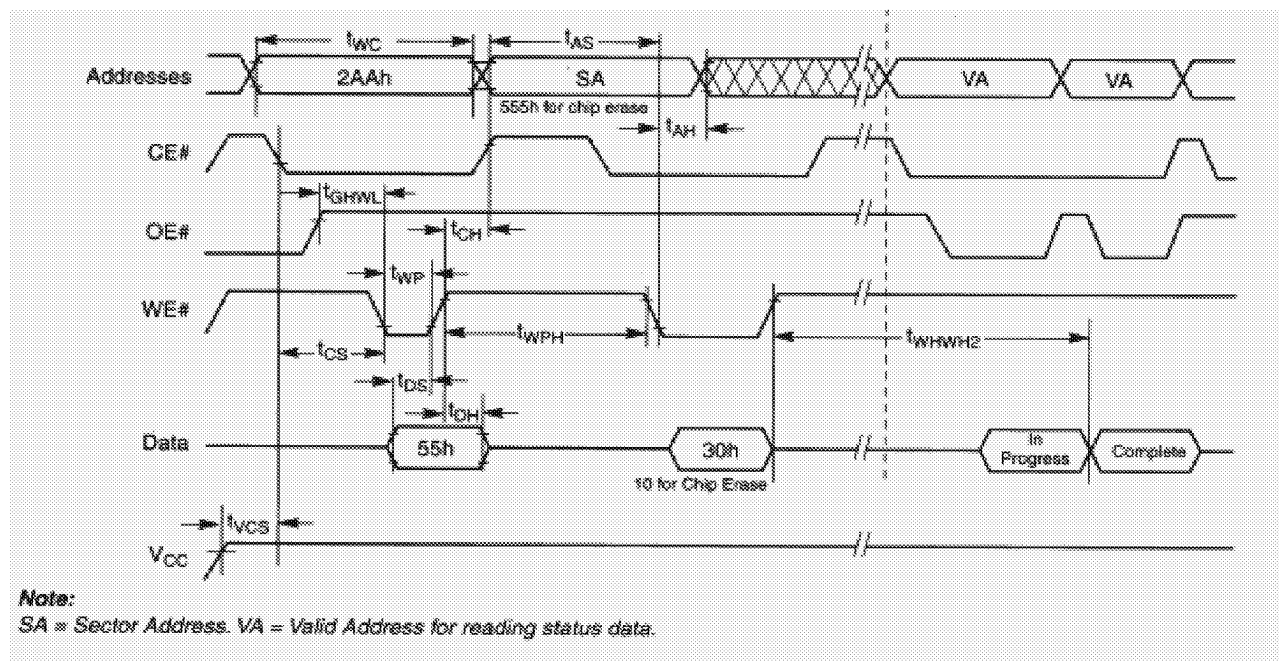 tWC tAS
Addresses 2AAh SA VA VA
555h for chip erase
tAH
CE#
tGHWL
OE# tCH
tWP
WE#
tWPH tWHWH2
tCS
tDS
tDH
Data 55h 30h In Progress Complete
10 for Chip Erase
tVCS
VCC
Note:
SA = Sector Address. VA = Valid Address for reading status data.